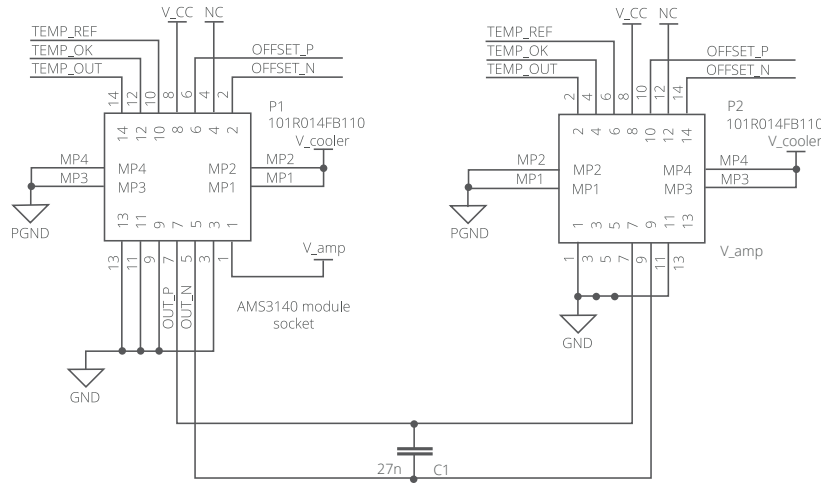 V_CC NC
TEMP_REF
TEMP_OK OFFSET_P
TEMP_OUT OFFSET_N
14 12 10 8 6 4 2
P1
101R014FB110
V_cooler
14 12 10 8 6 4 2
MP4 MP4 MP2 MP2
MP3 MP3 MP1 MP1
PGND
13 11 9 7 5 3 1
13 11 9 7 5 3 1
V_amp
OUT_P
OUT_N
AMS3140 module
socket
GND
V_CC NC
TEMP_REF
TEMP_OK OFFSET_P
TEMP_OUT OFFSET_N
2 4 6 8 10 12 14
P2
101R014FB110
V_cooler
2 4 6 8 10 12 14
MP2 MP2 MP4 MP4
MP1 MP1 MP3 MP3
PGND
1 3 5 7 9 11 13
1 3 5 7 9 11 13
V_amp
GND
27n C1